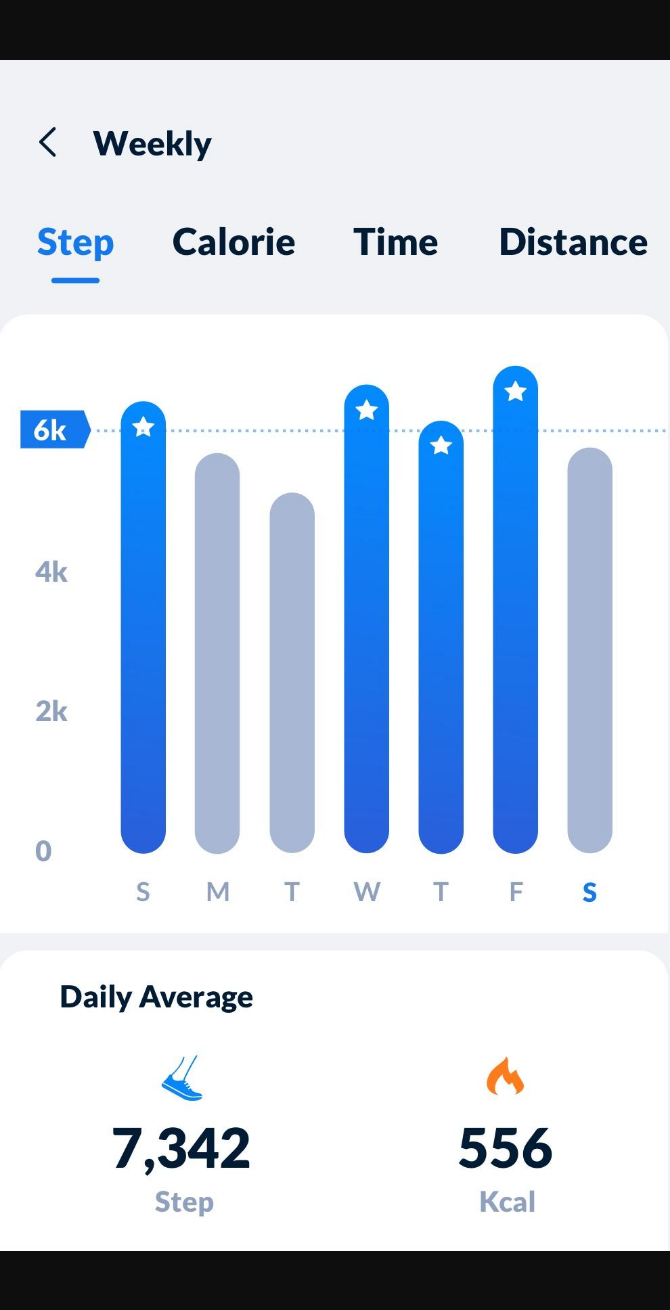 Weekly
Step Calorie Time Distance
6k
4k
2k
0
S M T W T F S
Daily Average
7,342 556
Step Kcal